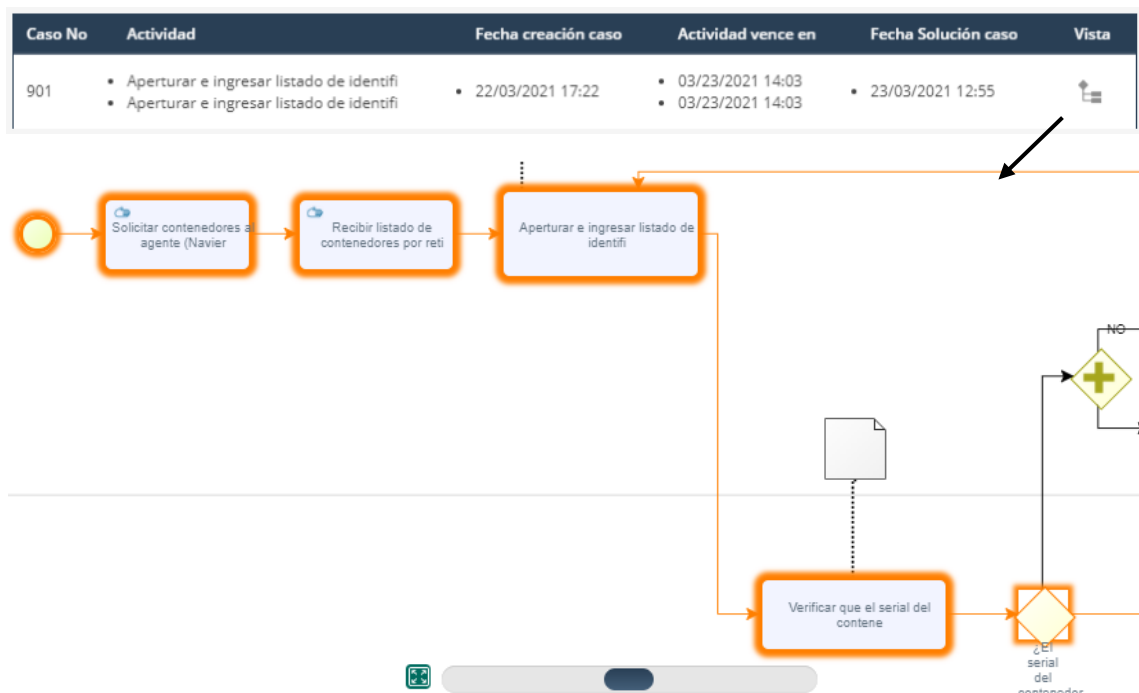 Caso No Actividad Fecha creación caso Actividad vence en Fecha Solución caso Vista
901
Aperturar e ingresar listado de identifi
Aperturar e ingresar listado de identifi
22/03/2021 17:22
03/23/2021 14:03
03/23/2021 14:03
23/03/2021 12:55
Solicitar contenedores al
agente (Navier
Recibir listado de
contenedores por reti
Aperturar e ingresar listado de
identifi
NO
Verificar que el serial del
contene
¿El
serial
del
contenedor